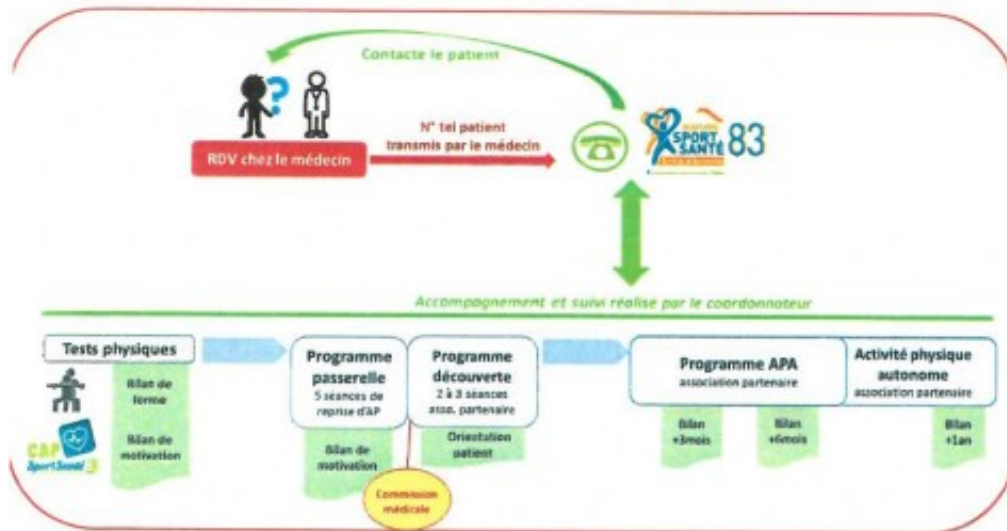 Contacte le patient
?
N° tel patient
transmis par le médecin
RDV chez le médecin
SPORT
SANTÉ
83
Accompagnement et suivi réalise par le coordonnateur
Tests physiques
Bilan de
forme
Bilan de
motivation
CAP
Sport Santé
Programme
passerelle
5 séances de
reprise d'AP
Bilan de
motivation
Commission
médicale
Programme
découverte
2 à 3 séances
asso. partenaire
Orientation
patient
Programme APA
association partenaire
Bilan
+3mois
Bilan
+6mois
Activité physique
autonome
association partenaire
Bilan
+1an